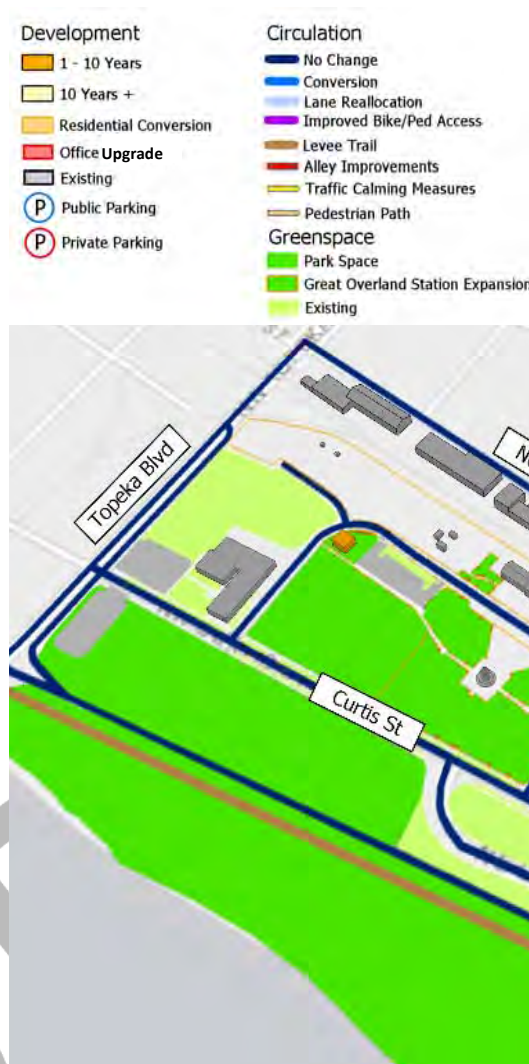 Development
1 - 10 Years
10 Years +
Residential Conversion
Office Upgrade
Existing
P Public Parking
P Private Parking
Circulation
No Change
Conversion
Lane Reallocation
Improved Bike/Ped Access
Levee Trail
Alley Improvements
Traffic Calming Measures
Pedestrian Path
Greenspace
Park Space
Great Overland Station Expansion
Existing
Topeka Blvd
N
Curtis St